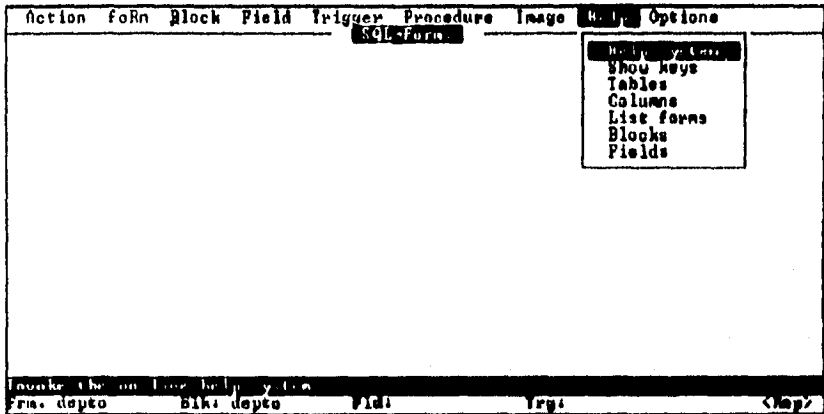 Action foRm Block Field Trigger Procedure Image Help Options
SQL*Forms
Help system
Show keys
Tables
Columns
List forms
Blocks
Fields
Invoke the on-line help system
Frm: depto Blk: depto Fld: Trg: <Rep>